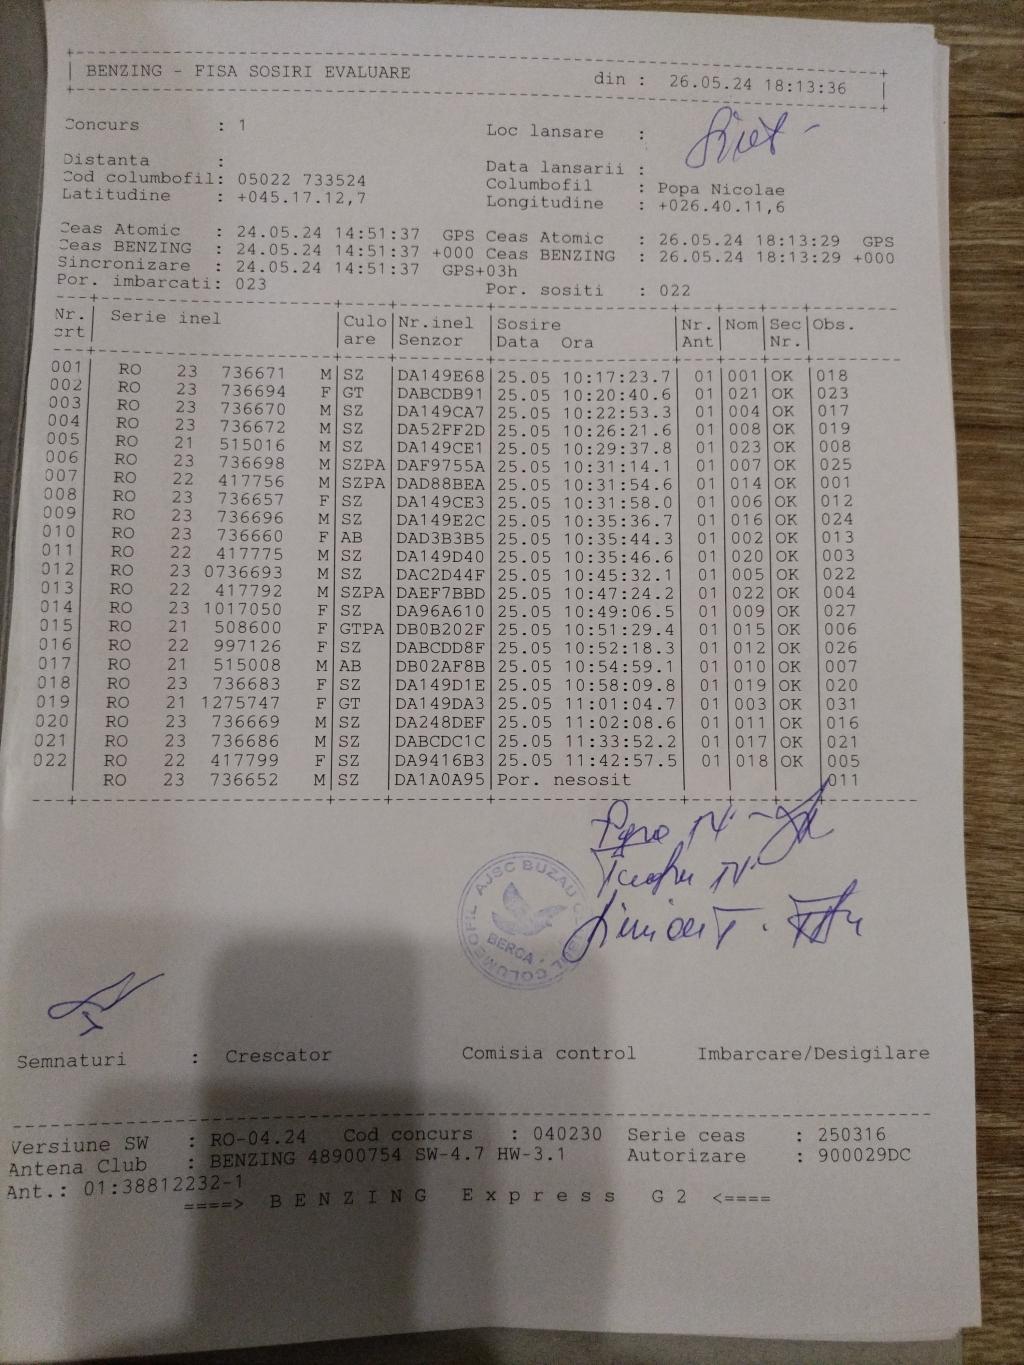 BENZING - FISA SOSIRI EVALUARE din : 26.05.24 18:13:36
Concurs : 1 Loc lansare : Siret -
Distanta : Data lansarii :
Cod columbofil: 05022 733524 Columbofil : Popa Nicolae
Latitudine : +045.17.12,7 Longitudine : +026.40.11,6
Ceas Atomic : 24.05.24 14:51:37 GPS Ceas Atomic : 26.05.24 18:13:29 GPS
Ceas BENZING : 24.05.24 14:51:37 +000 Ceas BENZING : 26.05.24 18:13:29 +000
Sincronizare : 24.05.24 14:51:37 GPS+03h
Por. imbarcati: 023 Por. sositi : 022
Nr. Serie inel Culo Nr.inel Sosire Nr. Nom Sec Obs.
crt are Senzor Data Ora Ant Nr.
001 RO 23 736671 M SZ DA149E68 25.05 10:17:23.7 01 001 OK 018
002 RO 23 736694 F GT DABCDB91 25.05 10:20:40.6 01 021 OK 023
003 RO 23 736670 M SZ DA149CA7 25.05 10:22:53.3 01 004 OK 017
004 RO 23 736672 M SZ DA52FF2D 25.05 10:26:21.6 01 008 OK 019
005 RO 21 515016 M SZ DA149CE1 25.05 10:29:37.8 01 023 OK 008
006 RO 23 736698 M SZPA DAF9755A 25.05 10:31:14.1 01 007 OK 025
007 RO 22 417756 M SZPA DAD88BEA 25.05 10:31:54.6 01 014 OK 001
008 RO 23 736657 F SZ DA149CE3 25.05 10:31:58.0 01 006 OK 012
009 RO 23 736696 M SZ DA149E2C 25.05 10:35:36.7 01 016 OK 024
010 RO 23 736660 F AB DAD3B3B5 25.05 10:35:44.3 01 002 OK 013
011 RO 22 417775 M SZ DA149D40 25.05 10:35:46.6 01 020 OK 003
012 RO 23 0736693 M SZ DAC2D44F 25.05 10:45:32.1 01 005 OK 022
013 RO 22 417792 M SZPA DAEF7BBD 25.05 10:47:24.2 01 022 OK 004
014 RO 23 1017050 F SZ DA96A610 25.05 10:49:06.5 01 009 OK 027
015 RO 21 508600 F GTPA DB0B202F 25.05 10:51:29.4 01 015 OK 006
016 RO 22 997126 F SZ DABCDD8F 25.05 10:52:18.3 01 012 OK 026
017 RO 21 515008 M AB DB02AF8B 25.05 10:54:59.1 01 010 OK 007
018 RO 23 736683 F SZ DA149D1E 25.05 10:58:09.8 01 019 OK 020
019 RO 21 1275747 F GT DA149DA3 25.05 11:01:04.7 01 003 OK 031
020 RO 23 736669 M SZ DA248DEF 25.05 11:02:08.6 01 011 OK 016
021 RO 23 736686 M SZ DABCDC1C 25.05 11:33:52.2 01 017 OK 021
022 RO 22 417799 F SZ DA9416B3 25.05 11:42:57.5 01 018 OK 005
RO 23 736652 M SZ DA1A0A95 Por. nesosit 011
Popa N
AJSC BUZAU
BERCA
Semnaturi : Crescator Comisia control Imbarcare/Desigilare
Versiune SW : RO-04.24 Cod concurs : 040230 Serie ceas : 250316
Antena Club : BENZING 48900754 SW-4.7 HW-3.1 Autorizare : 900029DC
Ant.: 01:38812232-1
====> B E N Z I N G E x p r e s s G 2 <====